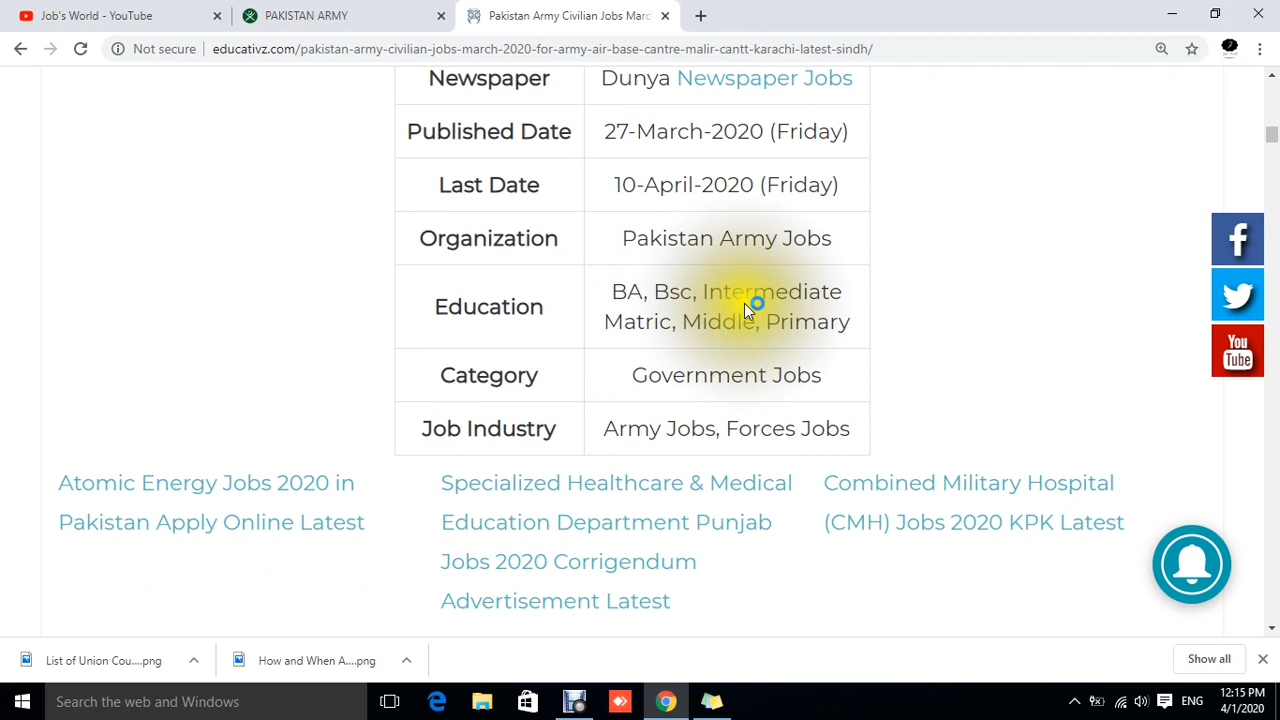 Job's World - YouTube
PAKISTAN ARMY
Pakistan Army Civilian Jobs Marc
Not secure
educativz.com/pakistan-army-civilian-jobs-march-2020-for-army-air-base-cantre-malir-cantt-karachi-latest-sindh/
Newspaper Dunya Newspaper Jobs
Published Date 27-March-2020 (Friday)
Last Date 10-April-2020 (Friday)
Organization Pakistan Army Jobs
Education BA, Bsc, Intermediate
Matric, Middle, Primary
Category Government Jobs
Job Industry Army Jobs, Forces Jobs
Atomic Energy Jobs 2020 in
Pakistan Apply Online Latest
Specialized Healthcare & Medical
Education Department Punjab
Jobs 2020 Corrigendum
Advertisement Latest
Combined Military Hospital
(CMH) Jobs 2020 KPK Latest
You
Tube
List of Union Cou....png
How and When A....png
Show all
Search the web and Windows
ENG
12:15 PM
4/1/2020